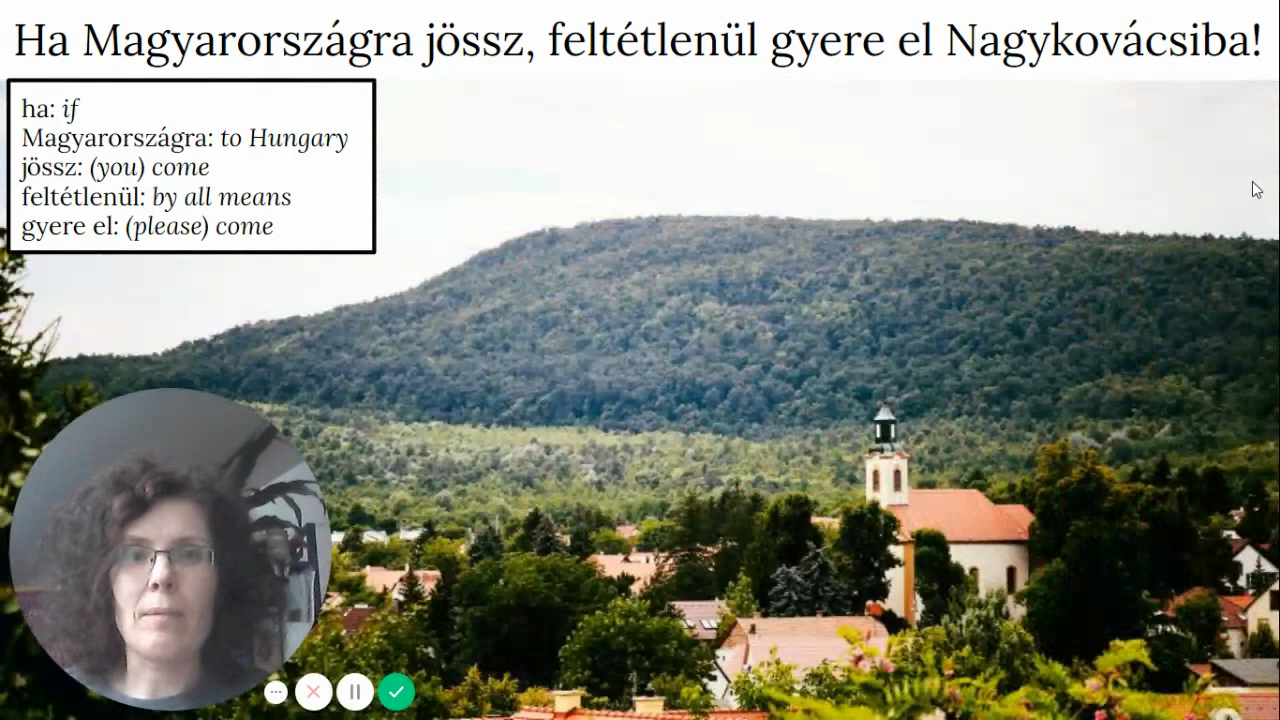 Ha Magyarországra jössz, feltétlenül gyere el Nagykovácsiba!
ha: if
Magyarországra: to Hungary
jössz: (you) come
feltétlenül: by all means
gyere el: (please) come